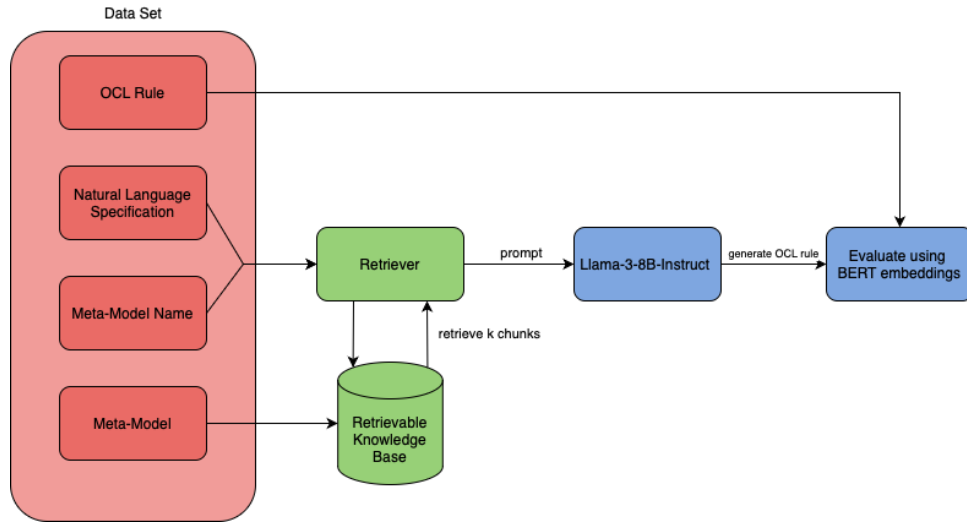 Data Set
OCL Rule
Natural Language
Specification
Meta-Model Name
Meta-Model
Retriever
prompt
Llama-3-8B-Instruct
generate OCL rule
Evaluate using
BERT embeddings
retrieve k chunks
Retrievable
Knowledge
Base